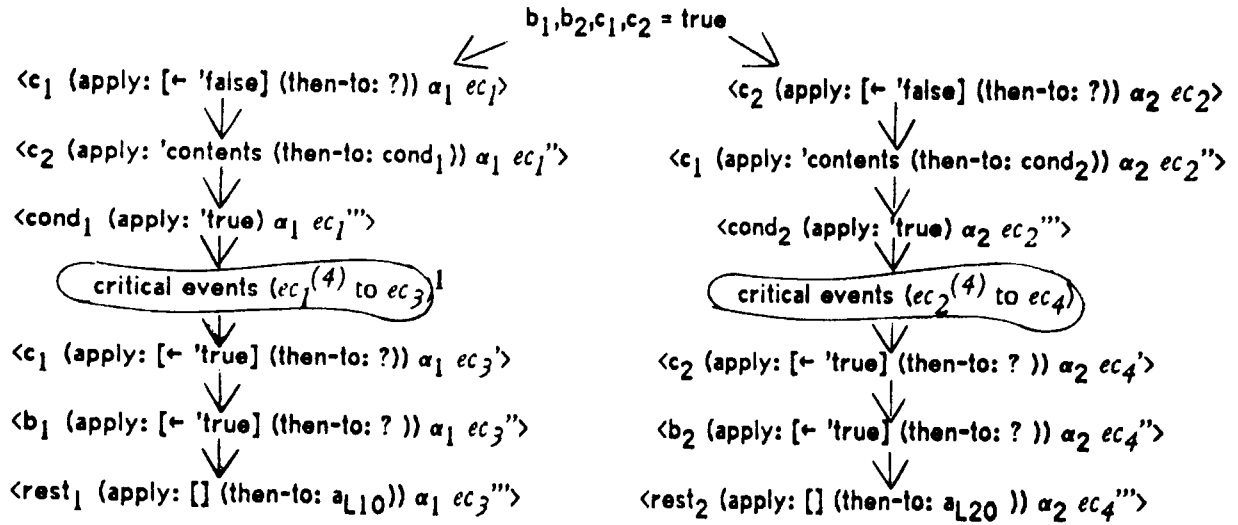 b₁,b₂,c₁,c₂ = true
<c₁ (apply: [← 'false] (then-to: ?)) α₁ ec₁>
<c₂ (apply: 'contents (then-to: cond₁)) α₁ ec₁''>
<cond₁ (apply: 'true) α₁ ec₁'''>
critical events (ec₁⁽⁴⁾ to ec₃)¹
<c₁ (apply: [← 'true] (then-to: ?)) α₁ ec₃'>
<b₁ (apply: [← 'true] (then-to: ? )) α₁ ec₃''>
<rest₁ (apply: [] (then-to: a_L10)) α₁ ec₃'''>
<c₂ (apply: [← 'false] (then-to: ?)) α₂ ec₂>
<c₁ (apply: 'contents (then-to: cond₂)) α₂ ec₂''>
<cond₂ (apply: 'true) α₂ ec₂'''>
critical events (ec₂⁽⁴⁾ to ec₄)
<c₂ (apply: [← 'true] (then-to: ? )) α₂ ec₄'>
<b₂ (apply: [← 'true] (then-to: ? )) α₂ ec₄''>
<rest₂ (apply: [] (then-to: a_L20 )) α₂ ec₄'''>